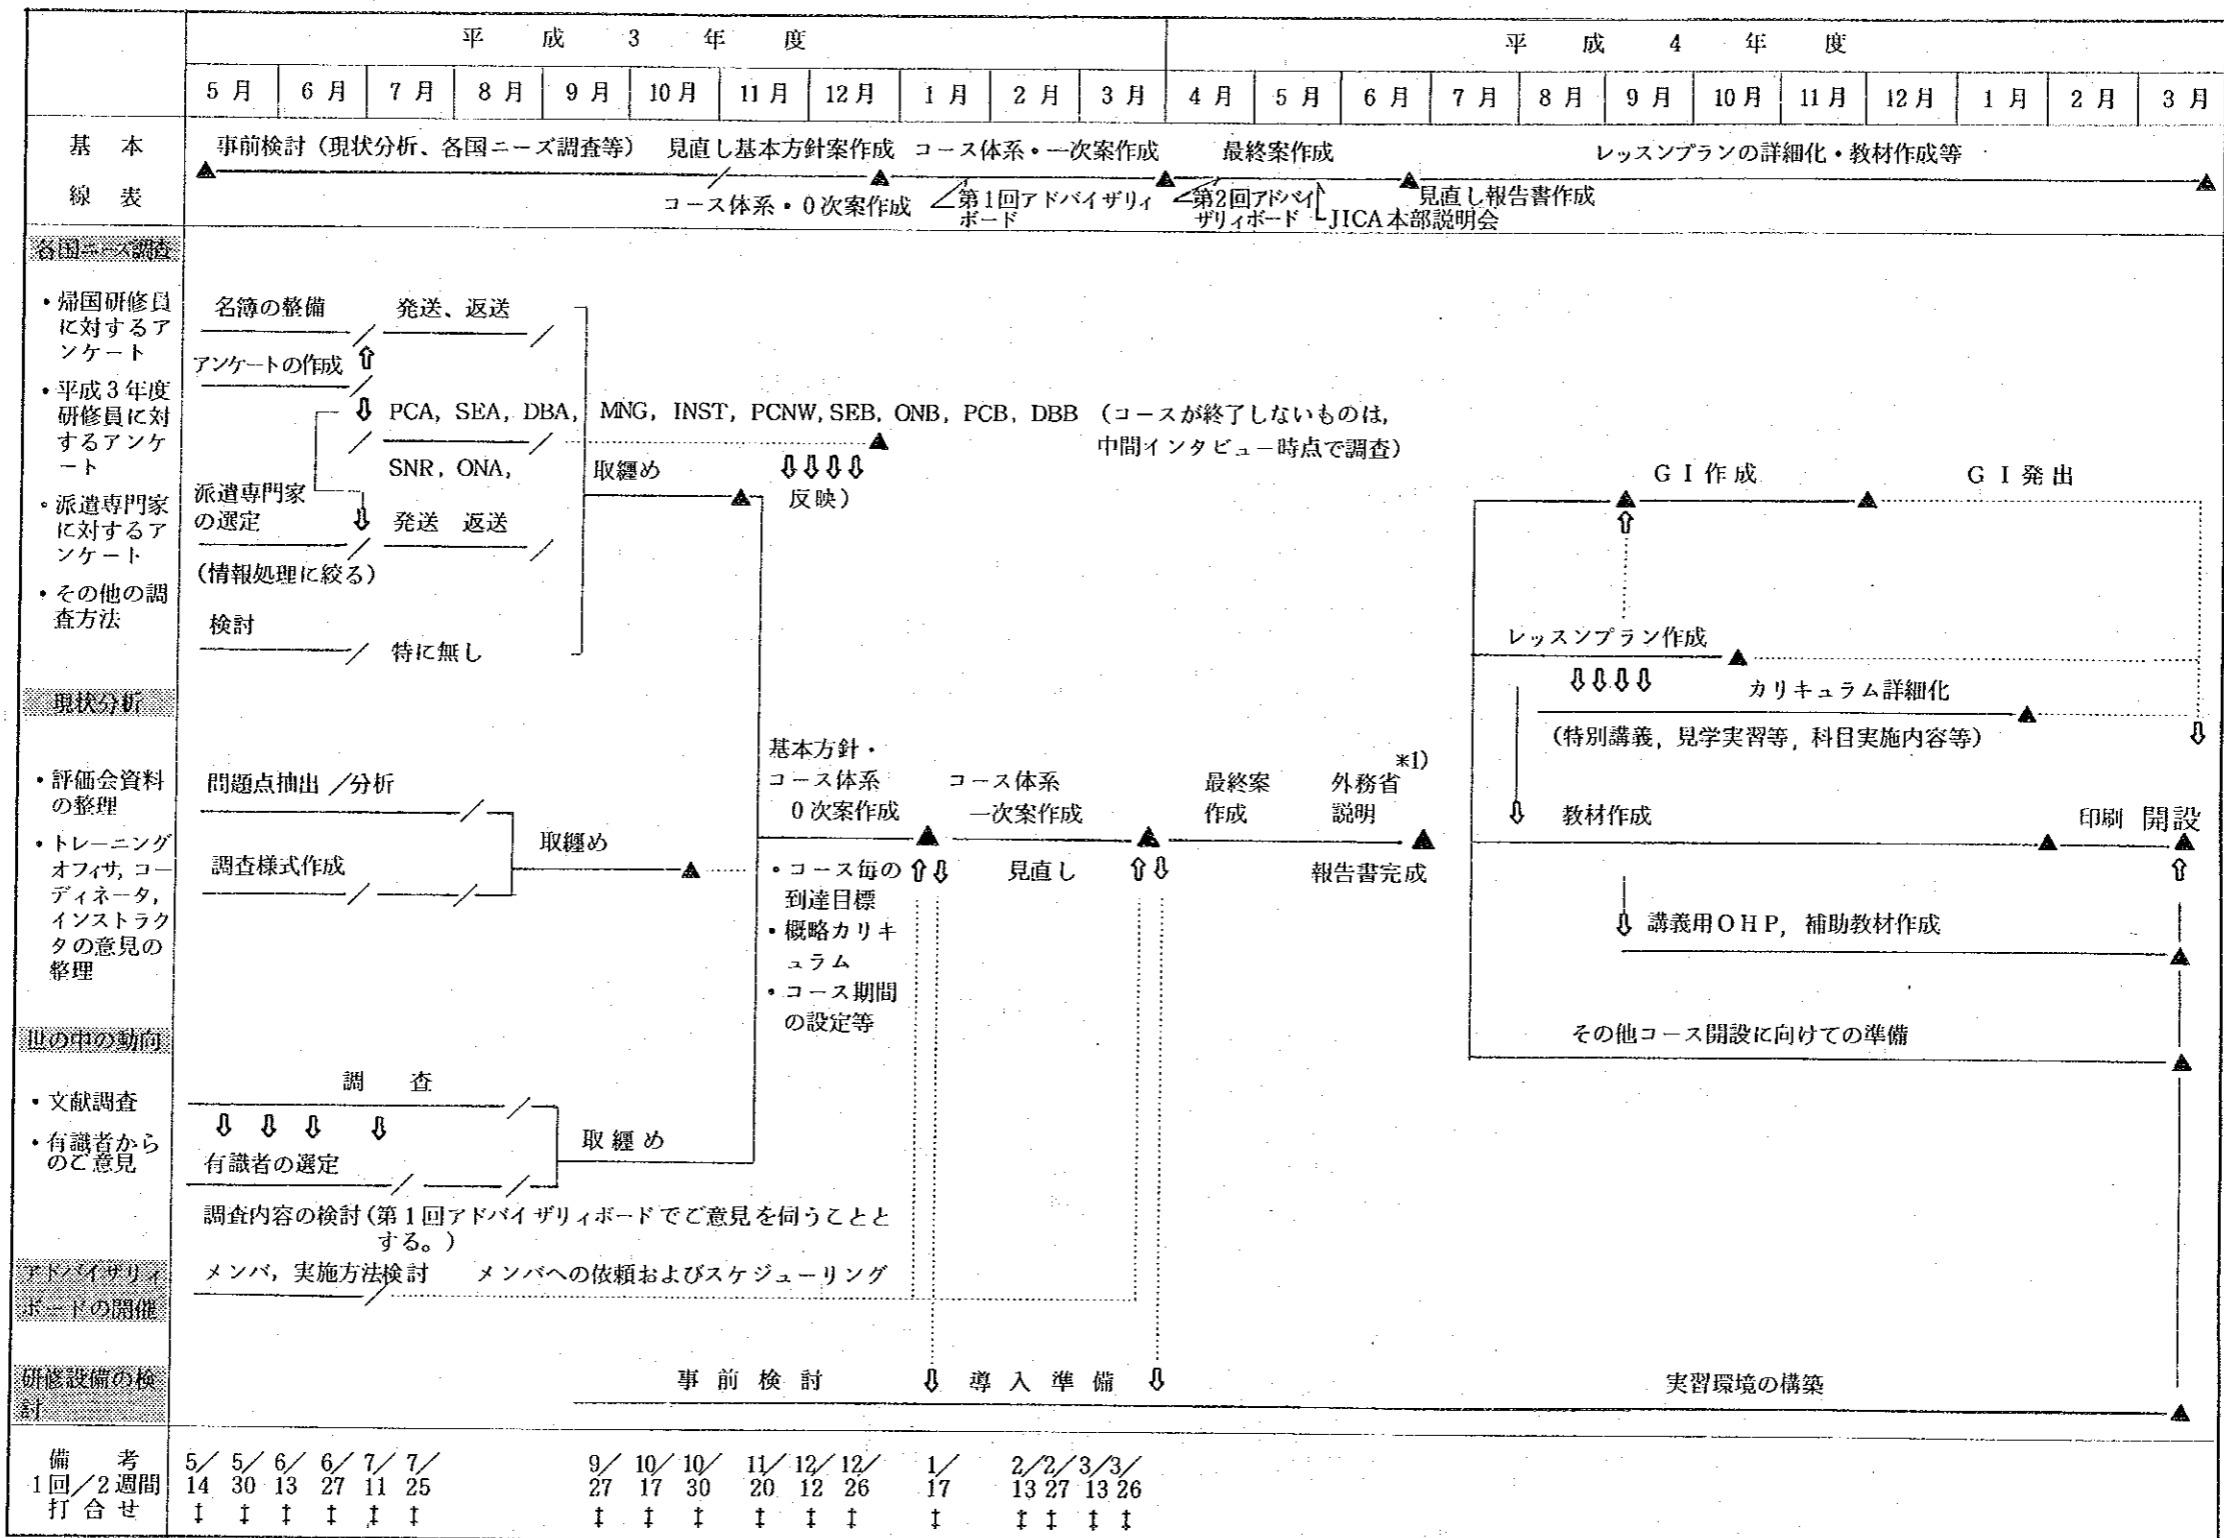 平成3年度
平成4年度
5月 6月 7月 8月 9月 10月 11月 12月 1月 2月 3月 4月 5月 6月 7月 8月 9月 10月 11月 12月 1月 2月 3月
基本
線表
事前検討（現状分析、各国ニーズ調査等）
見直し基本方針案作成
コース体系・一次案作成
最終案作成
レッスンプランの詳細化・教材作成等
コース体系・0次案作成
第1回アドバイザリィ
ボード
第2回アドバイ
ザリィボード
JICA本部説明会
見直し報告書作成
各国ニーズ調査
・帰国研修員
に対するア
ンケート
・平成3年度
研修員に対
するアンケ
ート
・派遣専門家
に対するア
ンケート
・その他の調
査方法
名簿の整備
発送、返送
アンケートの作成
PCA, SEA, DBA, MNG, INST, PCNW, SEB, ONB, PCB, DBB
（コースが終了しないものは,
中間インタビュー時点で調査）
SNR, ONA,
取纏め
反映）
派遣専門家
の選定
発送 返送
（情報処理に絞る）
検討
特に無し
GI作成
GI発出
レッスンプラン作成
カリキュラム詳細化
（特別講義, 見学実習等, 科目実施内容等）
現状分析
・評価会資料
の整理
・トレーニング
オフィサ, コー
ディネータ,
インストラク
タの意見の
整理
問題点抽出／分析
調査様式作成
取纏め
基本方針・
コース体系
0次案作成
コース体系
一次案作成
最終案
作成
外務省
説明
*1)
・コース毎の
到達目標
・概略カリキ
ュラム
・コース期間
の設定等
見直し
報告書完成
教材作成
印刷
開設
講義用OHP, 補助教材作成
その他コース開設に向けての準備
世の中の動向
・文献調査
・有識者から
のご意見
調査
有識者の選定
取纏め
調査内容の検討（第1回アドバイザリィボードでご意見を伺うことと
する。）
アドバイザリィ
ボードの開催
メンバ, 実施方法検討
メンバへの依頼およびスケジューリング
研修設備の検
討
事前検討
導入準備
実習環境の構築
備考
1回／2週間
打合せ
5／ 5／ 6／ 6／ 7／ 7／ 9／ 10／ 10／ 11／ 12／ 12／ 1／ 2／ 2／ 3／ 3／
14 30 13 27 11 25 27 17 30 20 12 26 17 13 27 13 26